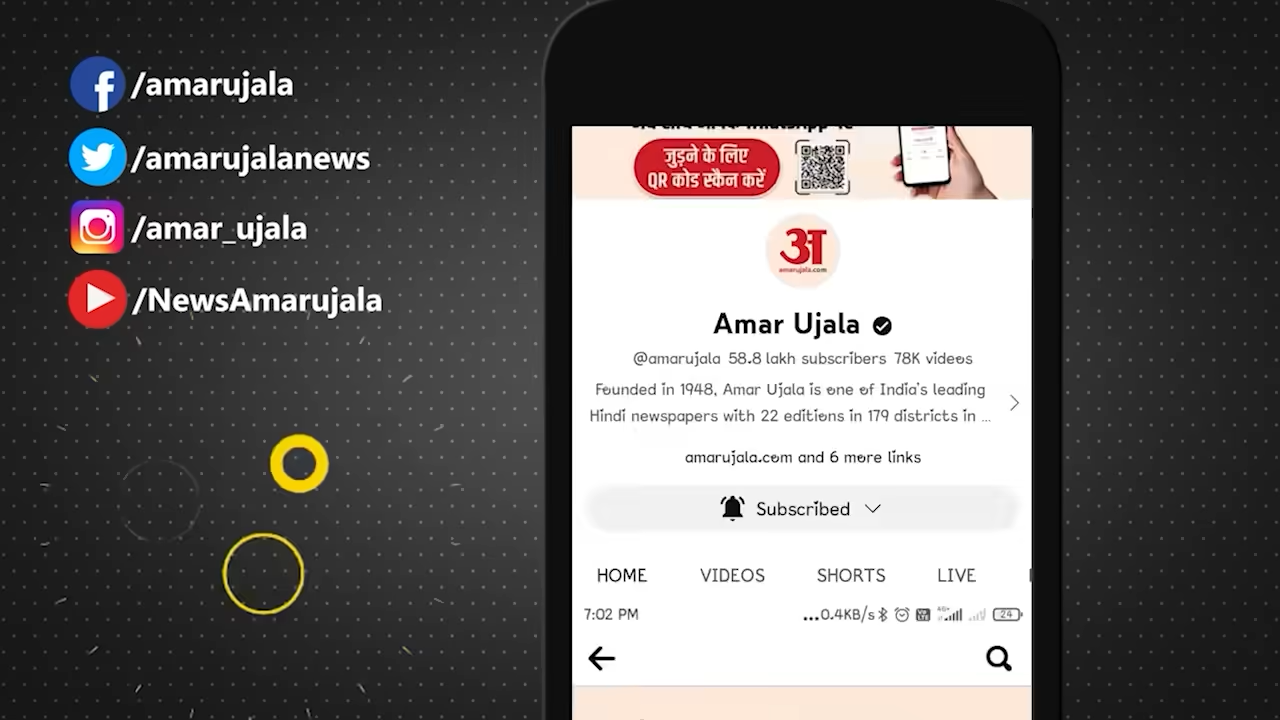 /amarujala
/amarujalanews
/amar_ujala
/NewsAmarujala
जुड़ने के लिए
QR कोड स्कैन करें
अ
amarujala.com
Amar Ujala
@amarujala 58.8 lakh subscribers 78K videos
Founded in 1948, Amar Ujala is one of India's leading
Hindi newspapers with 22 editions in 179 districts in ...
amarujala.com and 6 more links
Subscribed
HOME VIDEOS SHORTS LIVE
7:02 PM ...0.4KB/s 4G+ 24